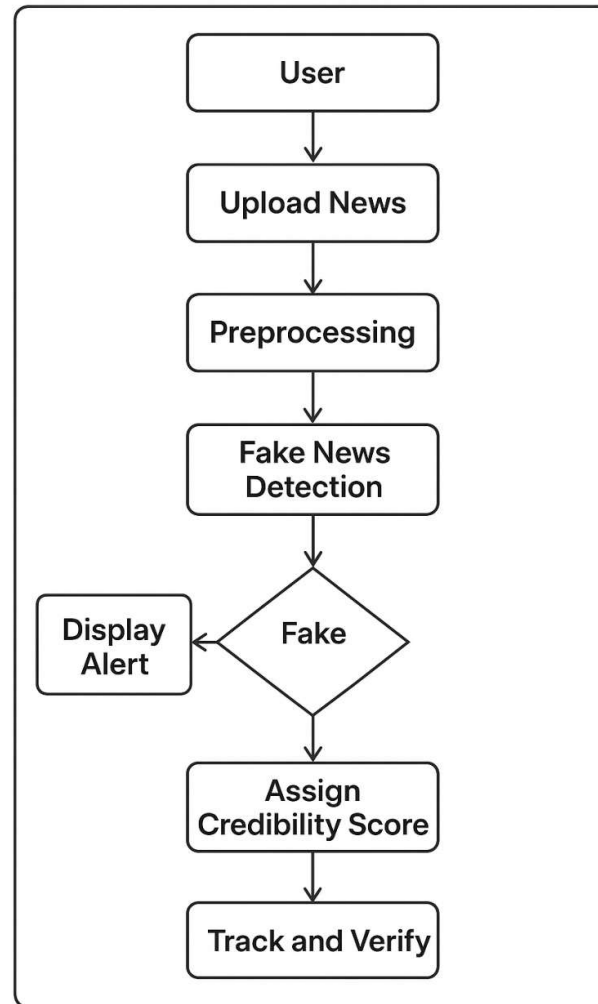 User
Upload News
Preprocessing
Fake News
Detection
Fake
Display
Alert
Assign
Credibility Score
Track and Verify